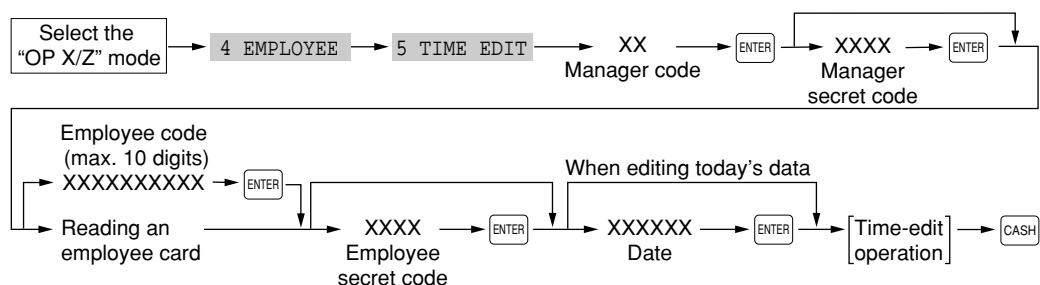 Select the
“OP X/Z” mode
4 EMPLOYEE
5 TIME EDIT
XX
Manager code
ENTER
XXXX
Manager
secret code
ENTER
Employee code
(max. 10 digits)
XXXXXXXXXX
ENTER
Reading an
employee card
XXXX
Employee
secret code
ENTER
When editing today’s data
XXXXXX
Date
ENTER
Time-edit
operation
CASH